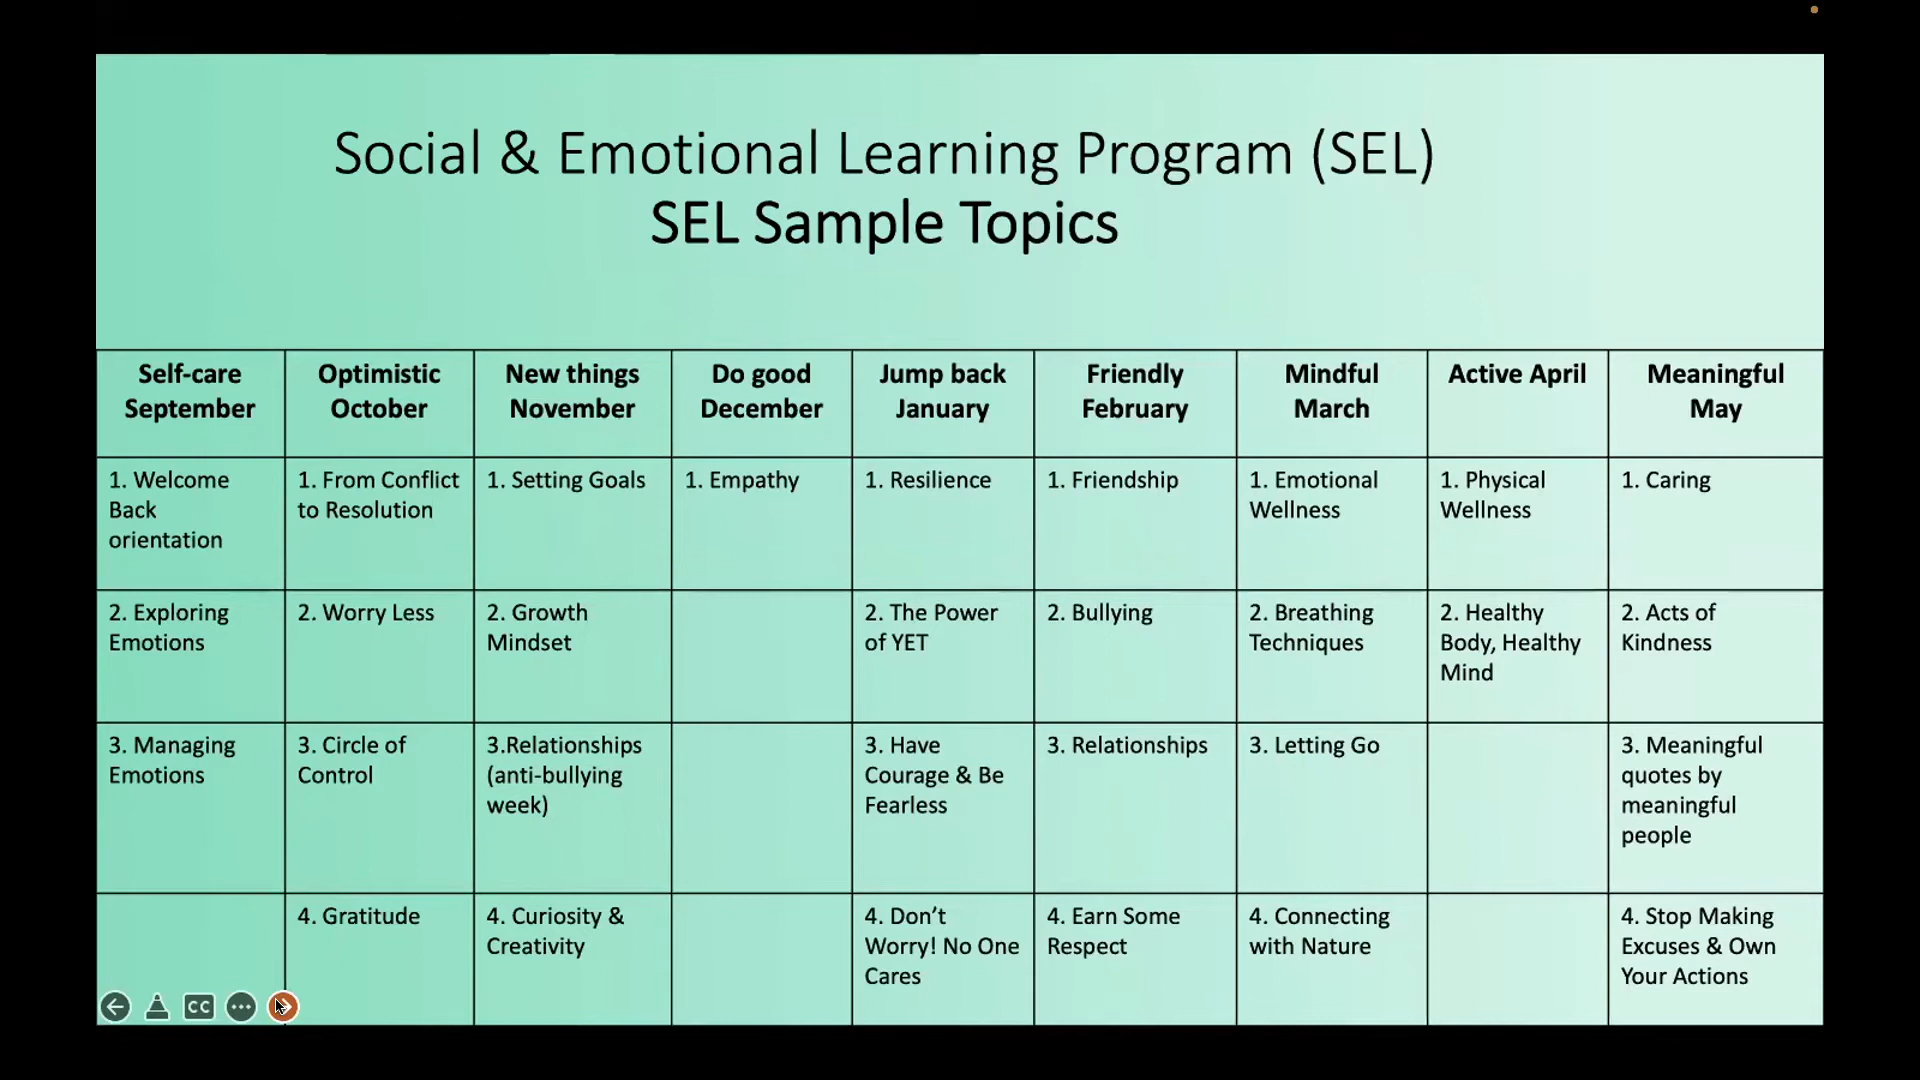 Social & Emotional Learning Program (SEL)
SEL Sample Topics
Self-care
September
Optimistic
October
New things
November
Do good
December
Jump back
January
Friendly
February
Mindful
March
Active April
Meaningful
May
1. Welcome
Back
orientation
1. From Conflict
to Resolution
1. Setting Goals
1. Empathy
1. Resilience
1. Friendship
1. Emotional
Wellness
1. Physical
Wellness
1. Caring
2. Exploring
Emotions
2. Worry Less
2. Growth
Mindset
2. The Power
of YET
2. Bullying
2. Breathing
Techniques
2. Healthy
Body, Healthy
Mind
2. Acts of
Kindness
3. Managing
Emotions
3. Circle of
Control
3.Relationships
(anti-bullying
week)
3. Have
Courage & Be
Fearless
3. Relationships
3. Letting Go
3. Meaningful
quotes by
meaningful
people
4. Gratitude
4. Curiosity &
Creativity
4. Don’t
Worry! No One
Cares
4. Earn Some
Respect
4. Connecting
with Nature
4. Stop Making
Excuses & Own
Your Actions
CC